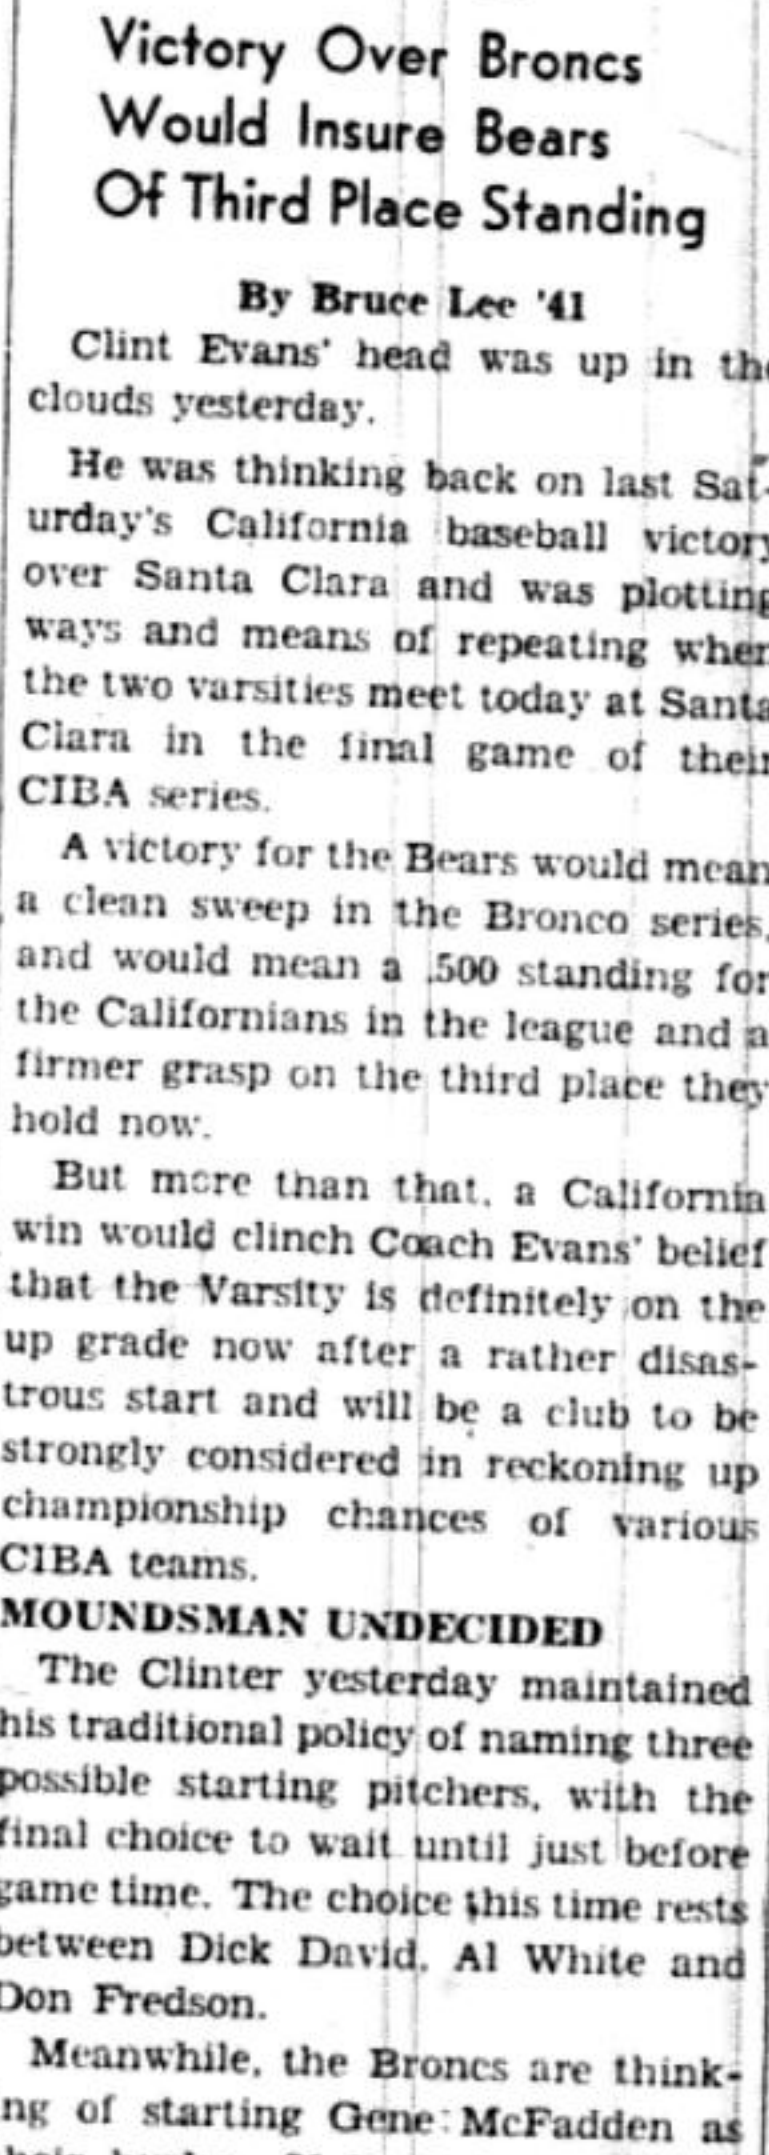 Victory Over Broncs
Would Insure Bears
Of Third Place Standing
By Bruce Lee '41
Clint Evans' head was up in the
clouds yesterday.
He was thinking back on last Sat-
urday's California baseball victory
over Santa Clara and was plotting
ways and means of repeating when
the two varsities meet today at Santa
Clara in the final game of their
CIBA series.
A victory for the Bears would mean
a clean sweep in the Bronco series,
and would mean a .500 standing for
the Californians in the league and a
firmer grasp on the third place they
hold now.
But more than that, a California
win would clinch Coach Evans' belief
that the Varsity is definitely on the
up grade now after a rather disas-
trous start and will be a club to be
strongly considered in reckoning up
championship chances of various
CIBA teams.
MOUNDSMAN UNDECIDED
The Clinter yesterday maintained
his traditional policy of naming three
possible starting pitchers, with the
final choice to wait until just before
game time. The choice this time rests
between Dick David, Al White and
Don Fredson.
Meanwhile, the Broncs are think-
ng of starting Gene McFadden as